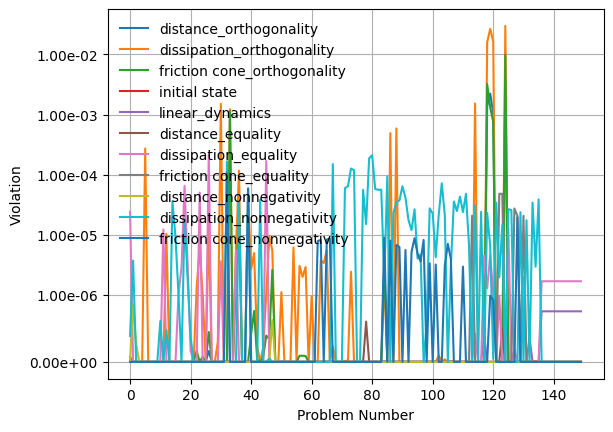 distance_orthogonality
dissipation_orthogonality
friction cone_orthogonality
initial state
linear_dynamics
distance_equality
dissipation_equality
friction cone_equality
distance_nonnegativity
dissipation_nonnegativity
friction cone_nonnegativity
1.00e-02
1.00e-03
1.00e-04
1.00e-05
1.00e-06
0.00e+00
Violation
0 20 40 60 80 100 120 140
Problem Number